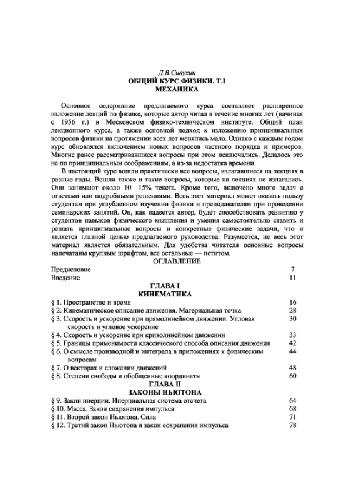 Д.В.Сивухин
ОБЩИЙ КУРС ФИЗИКИ. Т.1
МЕХАНИКА
Основное содержание предлагаемого курса составляет расширенное
изложение лекций по физике, которые автор читал в течение многих лет (начиная
с 1956 г.) в Московском физико-техническом институте. Общий план
лекционного курса, а также основной подход к изложению принципиальных
вопросов физики на протяжении всех лет менялись мало. Однако с каждым годом
курс обновлялся включением новых вопросов частного порядка и примеров.
Многие ранее рассматривавшиеся вопросы при этом исключались. Делалось это
не по принципиальным соображениям, а из-за недостатка времени.
В настоящий курс вошли практически все вопросы, излагавшиеся на лекциях в
разные годы. Вошли также и такие вопросы, которые на лекциях не излагались.
Они занимают около 10 - 15% текста. Кроме того, включено много задач с
ответами или подробными решениями. Весь этот материал может оказать пользу
студентам при углубленном изучении физики и преподавателям при проведении
семинарских занятий. Он, как надеется автор, будет способствовать развитию у
студентов навыков физического мышления и умения самостоятельно ставить и
решать принципиальные вопросы и конкретные физические задачи, что и
является главной целью предлагаемого руководства. Разумеется, не весь этот
материал является обязательным. Для удобства читателя основные вопросы
напечатаны крупным шрифтом, все остальные — петитом.
ОГЛАВЛЕНИЕ
Предисловие 7
Введение 11
ГЛАВА I
КИНЕМАТИКА
§ 1. Пространство и время 16
§ 2. Кинематическое описание движения. Материальная точка 28
§ 3. Скорость и ускорение при прямолинейном движении. Угловая 30
скорость и угловое ускорение
§ 4. Скорость и ускорение при криволинейном движении 33
§ 5. Границы применимости классического способа описания движения 42
§ 6. О смысле производной и интеграла в приложениях к физическим 44
вопросам
§ 7. О векторах и сложении движений 48
§ 8. Степени свободы и обобщенные координаты 60
ГЛАВА II
ЗАКОНЫ НЬЮТОНА
§ 9. Закон инерции. Инерциальная система отсчета 64
§ 10. Масса. Закон сохранения импульса 68
§ 11. Второй закон Ньютона. Сила 71
§ 12. Третий закон Ньютона и закон сохранения импульса 78